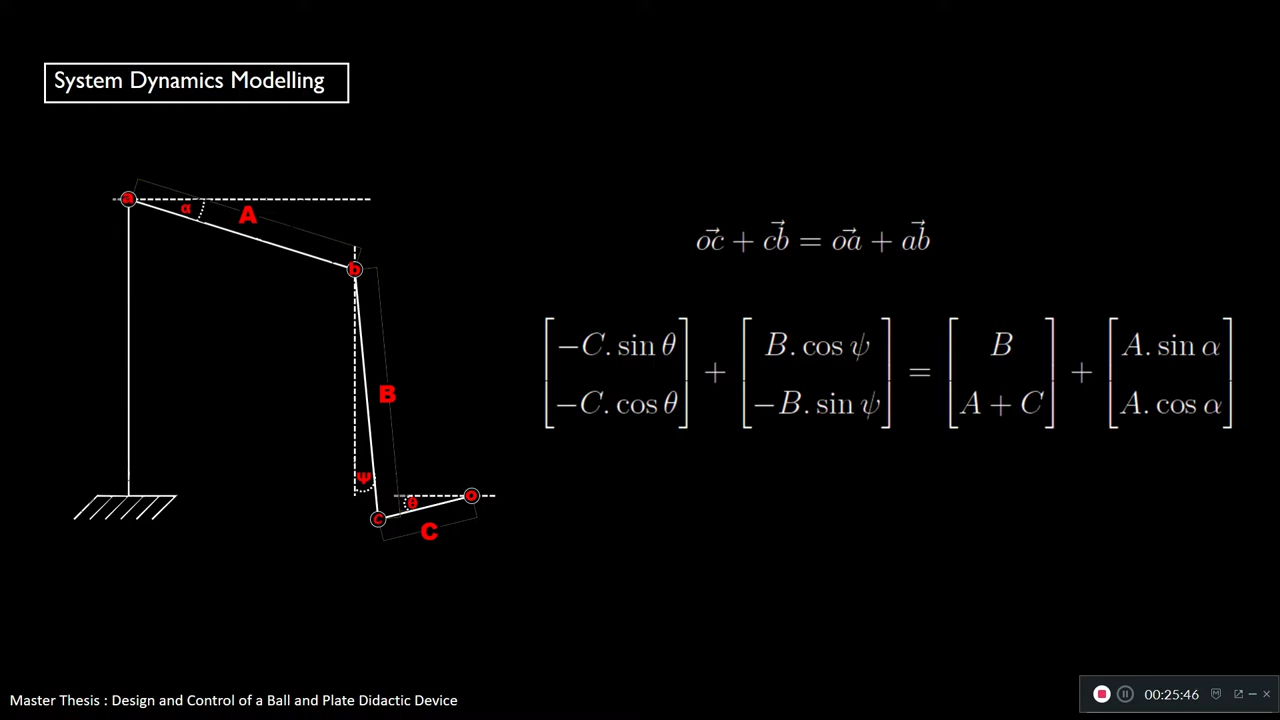 System Dynamics Modelling
a
α
A
b
B
Ψ
θ
o
c
C
oc⃗ + cb⃗ = oa⃗ + ab⃗
[−C. sin θ; −C. cos θ] + [B. cos ψ; −B. sin ψ] = [B; A + C] + [A. sin α; A. cos α]
Master Thesis : Design and Control of a Ball and Plate Didactic Device
00:25:46